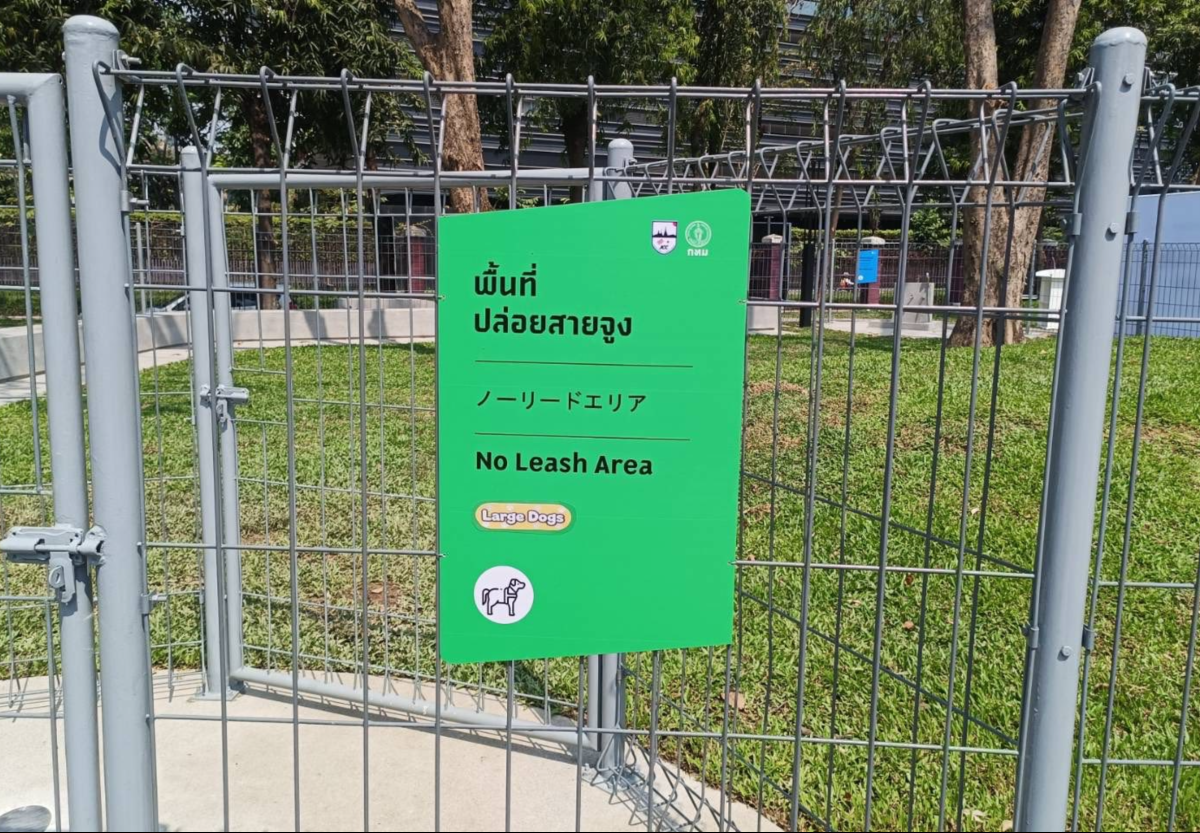 กทม
พื้นที่
ปล่อยสายจูง
ノーリードエリア
No Leash Area
Large Dogs